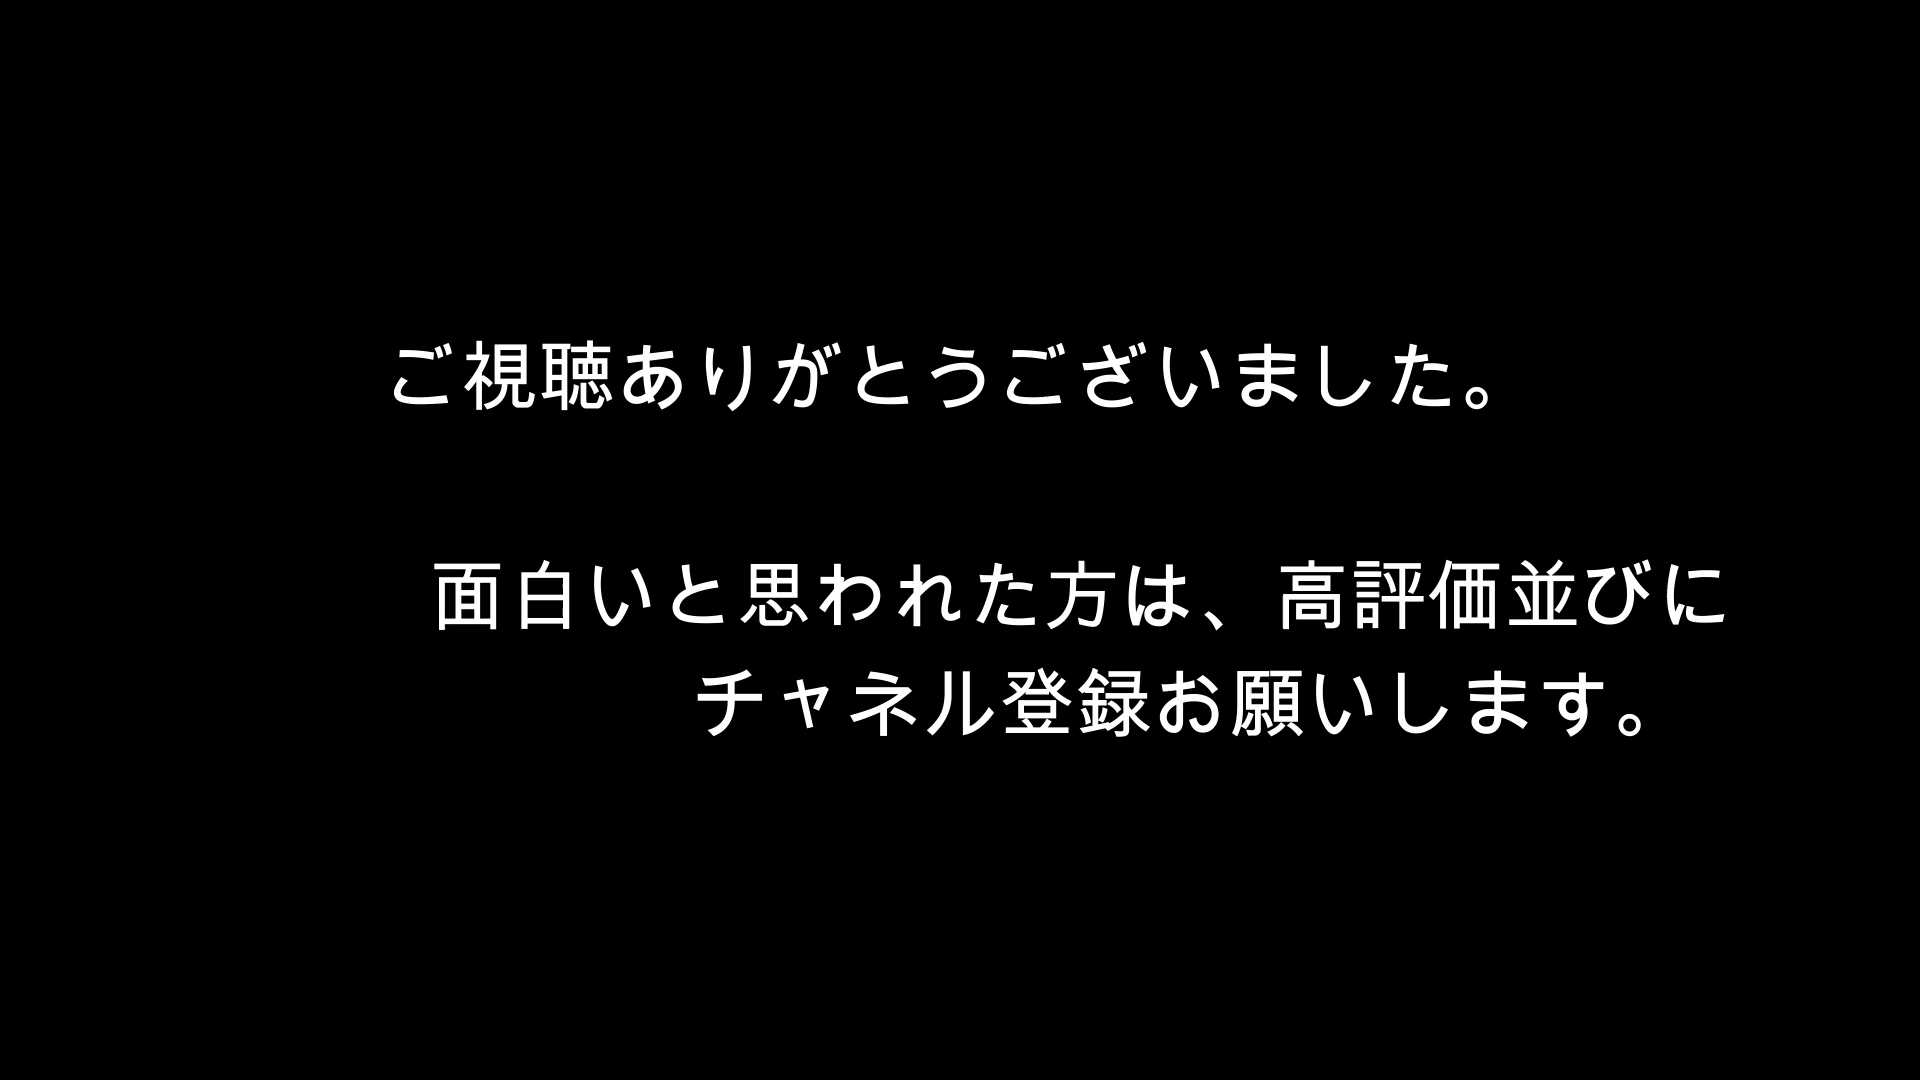 ご視聴ありがとうございました。
面白いと思われた方は、高評価並びに
チャネル登録お願いします。